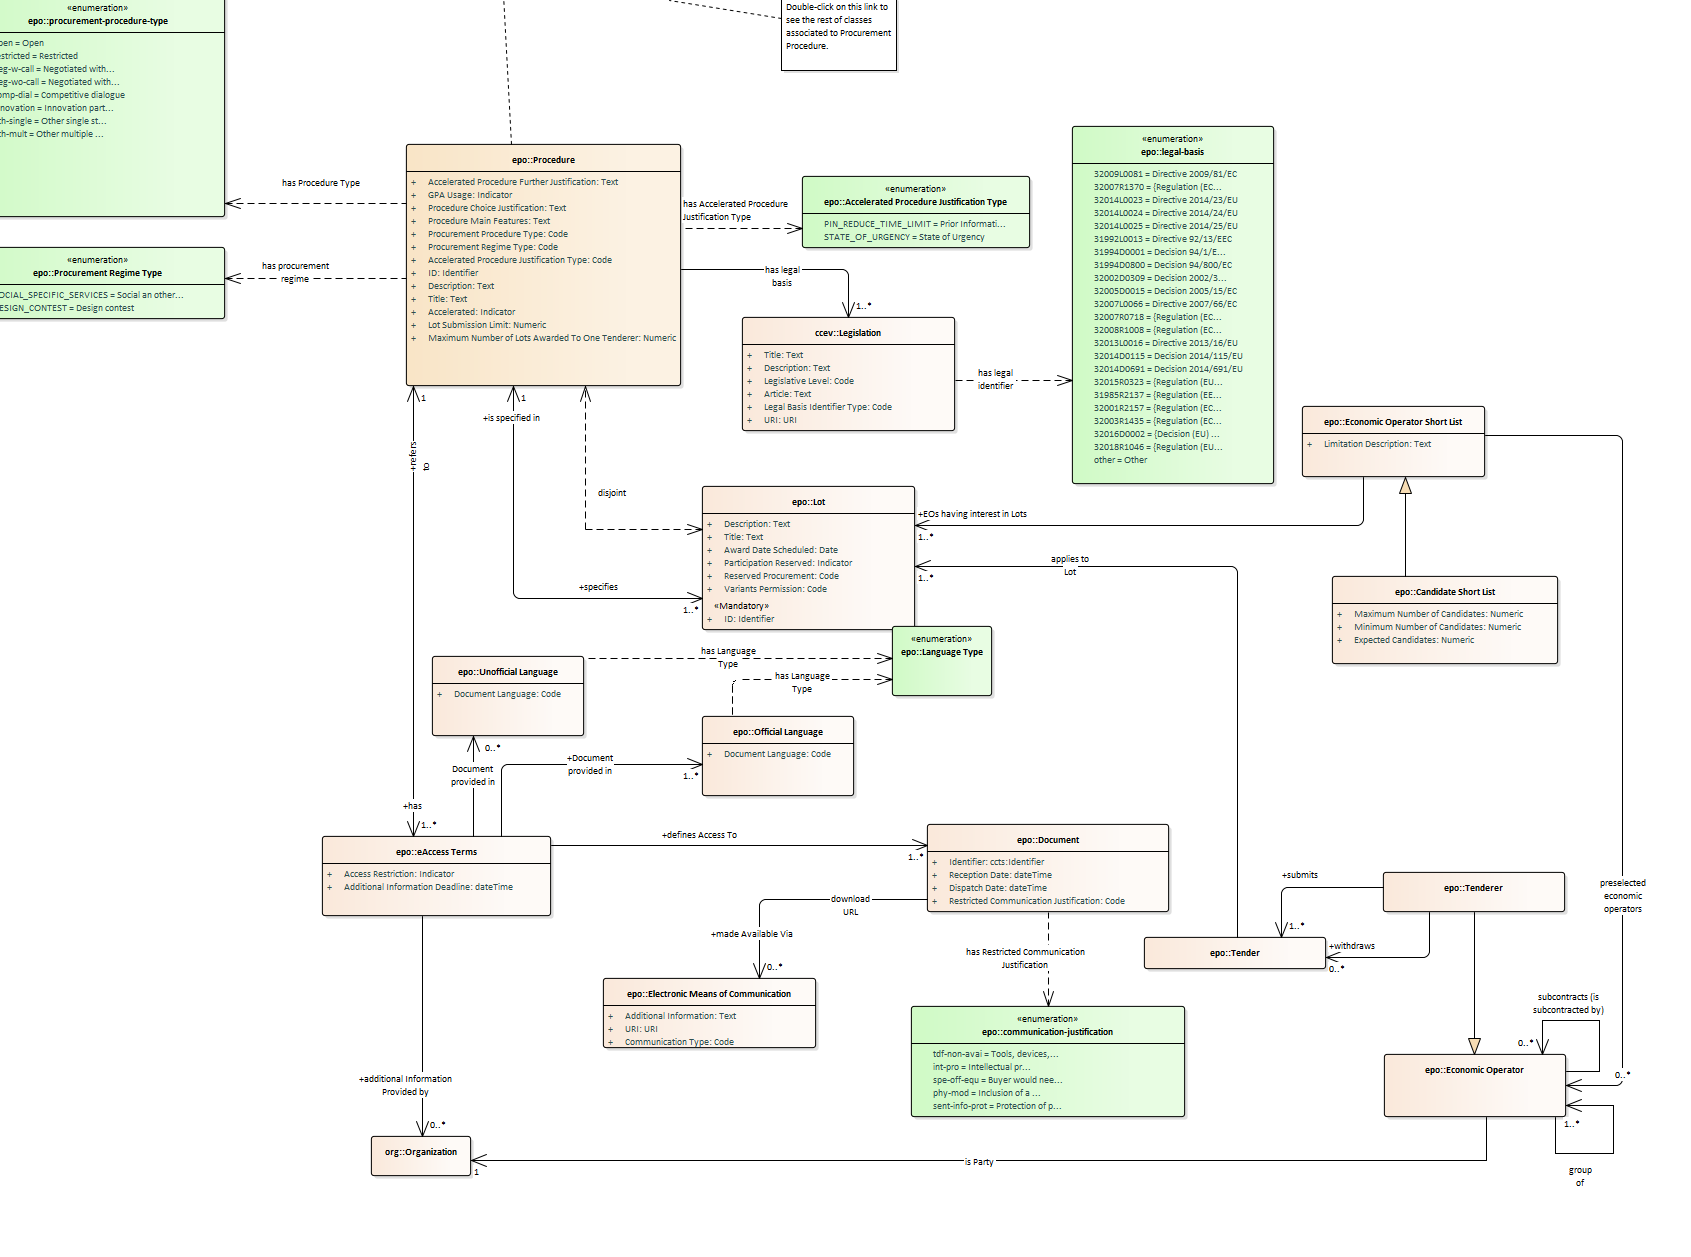 «enumeration»
epo::procurement-procedure-type
pen = Open
estricted = Restricted
eg-w-call = Negotiated with...
eg-wo-call = Negotiated with...
omp-dial = Competitive dialogue
novation = Innovation part...
th-single = Other single st...
th-mult = Other multiple ...
Double-click on this link to
see the rest of classes
associated to Procurement
Procedure.
has Procedure Type
«enumeration»
epo::Procurement Regime Type
OCIAL_SPECIFIC_SERVICES = Social an other...
ESIGN_CONTEST = Design contest
has procurement
regime
epo::Procedure
+ Accelerated Procedure Further Justification: Text
+ GPA Usage: Indicator
+ Procedure Choice Justification: Text
+ Procedure Main Features: Text
+ Procurement Procedure Type: Code
+ Procurement Regime Type: Code
+ Accelerated Procedure Justification Type: Code
+ ID: Identifier
+ Description: Text
+ Title: Text
+ Accelerated: Indicator
+ Lot Submission Limit: Numeric
+ Maximum Number of Lots Awarded To One Tenderer: Numeric
has Accelerated Procedure
Justification Type
«enumeration»
epo::Accelerated Procedure Justification Type
PIN_REDUCE_TIME_LIMIT = Prior Informati...
STATE_OF_URGENCY = State of Urgency
has legal
basis
1..*
ccev::Legislation
+ Title: Text
+ Description: Text
+ Legislative Level: Code
+ Article: Text
+ Legal Basis Identifier Type: Code
+ URI: URI
has legal
identifier
«enumeration»
epo::legal-basis
32009L0081 = Directive 2009/81/EC
32007R1370 = {Regulation (EC...
32014L0023 = Directive 2014/23/EU
32014L0024 = Directive 2014/24/EU
32014L0025 = Directive 2014/25/EU
31992L0013 = Directive 92/13/EEC
31994D0001 = Decision 94/1/E...
31994D0800 = Decision 94/800/EC
32002D0309 = Decision 2002/3...
32005D0015 = Decision 2005/15/EC
32007L0066 = Directive 2007/66/EC
32007R0718 = {Regulation (EC...
32008R1008 = {Regulation (EC...
32013L0016 = Directive 2013/16/EU
32014D0115 = Decision 2014/115/EU
32014D0691 = Decision 2014/691/EU
32015R0323 = {Regulation (EU...
31985R2137 = {Regulation (EE...
32001R2157 = {Regulation (EC...
32003R1435 = {Regulation (EC...
32016D0002 = {Decision (EU) ...
32018R1046 = {Regulation (EU...
other = Other
1
+refers
to
1
+is specified in
disjoint
+specifies
1..*
epo::Lot
+ Description: Text
+ Title: Text
+ Award Date Scheduled: Date
+ Participation Reserved: Indicator
+ Reserved Procurement: Code
+ Variants Permission: Code
«Mandatory»
+ ID: Identifier
+EOs having interest in Lots
1..*
applies to
Lot
1..*
epo::Economic Operator Short List
+ Limitation Description: Text
epo::Candidate Short List
+ Maximum Number of Candidates: Numeric
+ Minimum Number of Candidates: Numeric
+ Expected Candidates: Numeric
«enumeration»
epo::Language Type
has Language
Type
has Language
Type
epo::Unofficial Language
+ Document Language: Code
0..*
Document
provided in
+Document
provided in
1..*
epo::Official Language
+ Document Language: Code
+has
1..*
epo::eAccess Terms
+ Access Restriction: Indicator
+ Additional Information Deadline: dateTime
+defines Access To
1..*
epo::Document
+ Identifier: ccts:Identifier
+ Reception Date: dateTime
+ Dispatch Date: dateTime
+ Restricted Communication Justification: Code
download
URL
+made Available Via
0..*
epo::Electronic Means of Communication
+ Additional Information: Text
+ URI: URI
+ Communication Type: Code
has Restricted Communication
Justification
«enumeration»
epo::communication-justification
tdf-non-avai = Tools, devices,...
int-pro = Intellectual pr...
spe-off-equ = Buyer would nee...
phy-mod = Inclusion of a ...
sent-info-prot = Protection of p...
+submits
1..*
epo::Tenderer
+withdraws
0..*
epo::Tender
preselected
economic
operators
0..*
subcontracts (is
subcontracted by)
0..*
epo::Economic Operator
1..*
group
of
+additional Information
Provided by
0..*
org::Organization
1
is Party